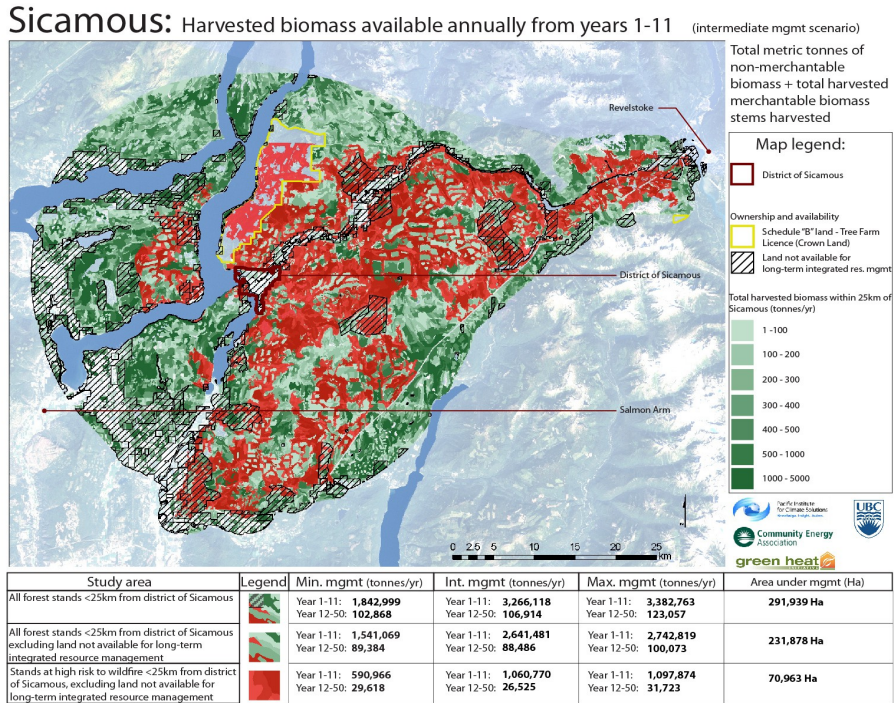 Sicamous: Harvested biomass available annually from years 1-11 (intermediate mgmt scenario)
Total metric tonnes of
non-merchantable
biomass + total harvested
merchantable biomass
stems harvested
Revelstoke
Map legend:
District of Sicamous
Ownership and availability
Schedule "B" land - Tree Farm
Licence (Crown Land)
Land not available for
long-term integrated res. mgmt
District of Sicamous
Total harvested biomass within 25km of
Sicamous (tonnes/yr)
1 -100
100 - 200
200 - 300
300 - 400
400 - 500
500 - 1000
1000 - 5000
Salmon Arm
Pacific Institute
for Climate Solutions
UBC
Community Energy
Association
green heat
0 2.5 5 10 15 20 25
km
Study area Legend Min. mgmt (tonnes/yr) Int. mgmt (tonnes/yr) Max. mgmt (tonnes/yr) Area under mgmt (Ha)
All forest stands <25km from district of Sicamous
Year 1-11: 1,842,999 Year 1-11: 3,266,118 Year 1-11: 3,382,763
Year 12-50: 102,868 Year 12-50: 106,914 Year 12-50: 123,057
291,939 Ha
All forest stands <25km from district of Sicamous
excluding land not available for long-term
integrated resource management
Year 1-11: 1,541,069 Year 1-11: 2,641,481 Year 1-11: 2,742,819
Year 12-50: 89,384 Year 12-50: 88,486 Year 12-50: 100,073
231,878 Ha
Stands at high risk to wildfire <25km from district
of Sicamous, excluding land not available for
long-term integrated resource management
Year 1-11: 590,966 Year 1-11: 1,060,770 Year 1-11: 1,097,874
Year 12-50: 29,618 Year 12-50: 26,525 Year 12-50: 31,723
70,963 Ha